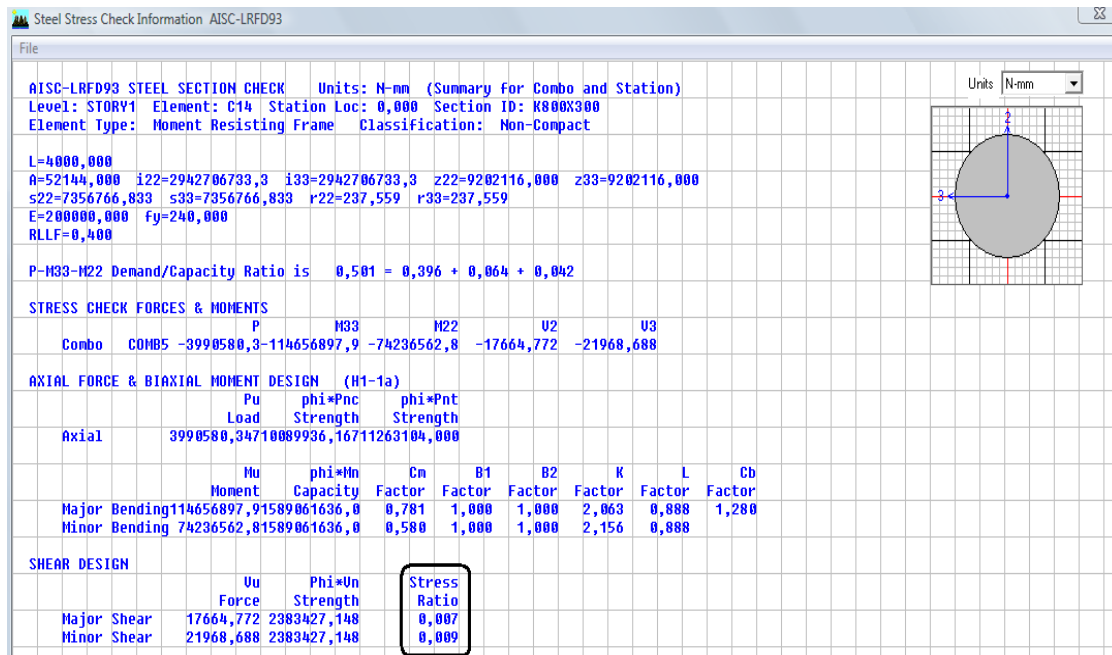 Steel Stress Check Information AISC-LRFD93
File
Units N-mm
AISC-LRFD93 STEEL SECTION CHECK Units: N-mm (Summary for Combo and Station)
Level: STORY1 Element: C14 Station Loc: 0,000 Section ID: K800X300
Element Type: Moment Resisting Frame Classification: Non-Compact
L=4000,000
A=52144,000 i22=2942706733,3 i33=2942706733,3 z22=9202116,000 z33=9202116,000
s22=7356766,833 s33=7356766,833 r22=237,559 r33=237,559
E=200000,000 fy=240,000
RLLF=0,400
P-M33-M22 Demand/Capacity Ratio is 0,501 = 0,396 + 0,064 + 0,042
STRESS CHECK FORCES & MOMENTS
P M33 M22 V2 V3
Combo COMB5 -3990580,3-114656897,9 -74236562,8 -17664,772 -21968,688
AXIAL FORCE & BIAXIAL MOMENT DESIGN (H1-1a)
Pu phi*Pnc phi*Pnt
Load Strength Strength
Axial 3990580,34710089936,16711263104,000
Mu phi*Mn Cm B1 B2 K L Cb
Moment Capacity Factor Factor Factor Factor Factor Factor
Major Bending114656897,91589061636,0 0,781 1,000 1,000 2,063 0,888 1,280
Minor Bending 74236562,81589061636,0 0,580 1,000 1,000 2,156 0,888
SHEAR DESIGN
Vu Phi*Vn Stress
Force Strength Ratio
Major Shear 17664,772 2383427,148 0,007
Minor Shear 21968,688 2383427,148 0,009
2
3